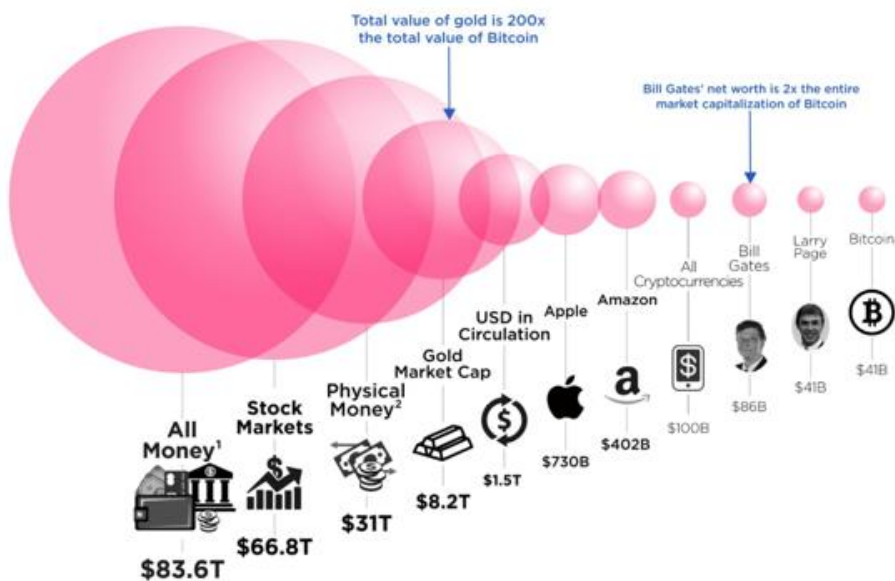 Total value of gold is 200x
the total value of Bitcoin
Bill Gates' net worth is 2x the entire
market capitalization of Bitcoin
All
Money¹
$83.6T
Stock
Markets
$66.8T
Physical
Money²
$31T
Gold
Market Cap
$8.2T
USD in
Circulation
$1.5T
Apple
$730B
Amazon
$402B
All
Cryptocurrencies
$100B
Bill
Gates
$86B
Larry
Page
$41B
Bitcoin
$41B